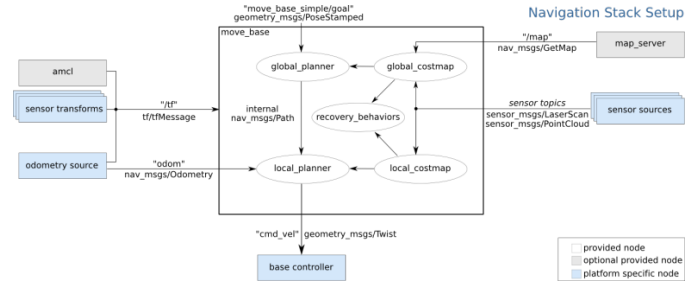 Navigation Stack Setup
"move_base_simple/goal"
geometry_msgs/PoseStamped
move_base
"/map"
nav_msgs/GetMap
map_server
amcl
global_planner
global_costmap
sensor transforms
"/tf"
tf/tfMessage
internal
nav_msgs/Path
recovery_behaviors
sensor topics
sensor_msgs/LaserScan
sensor_msgs/PointCloud
sensor sources
odometry source
"odom"
nav_msgs/Odometry
local_planner
local_costmap
"cmd_vel" geometry_msgs/Twist
base controller
provided node
optional provided node
platform specific node